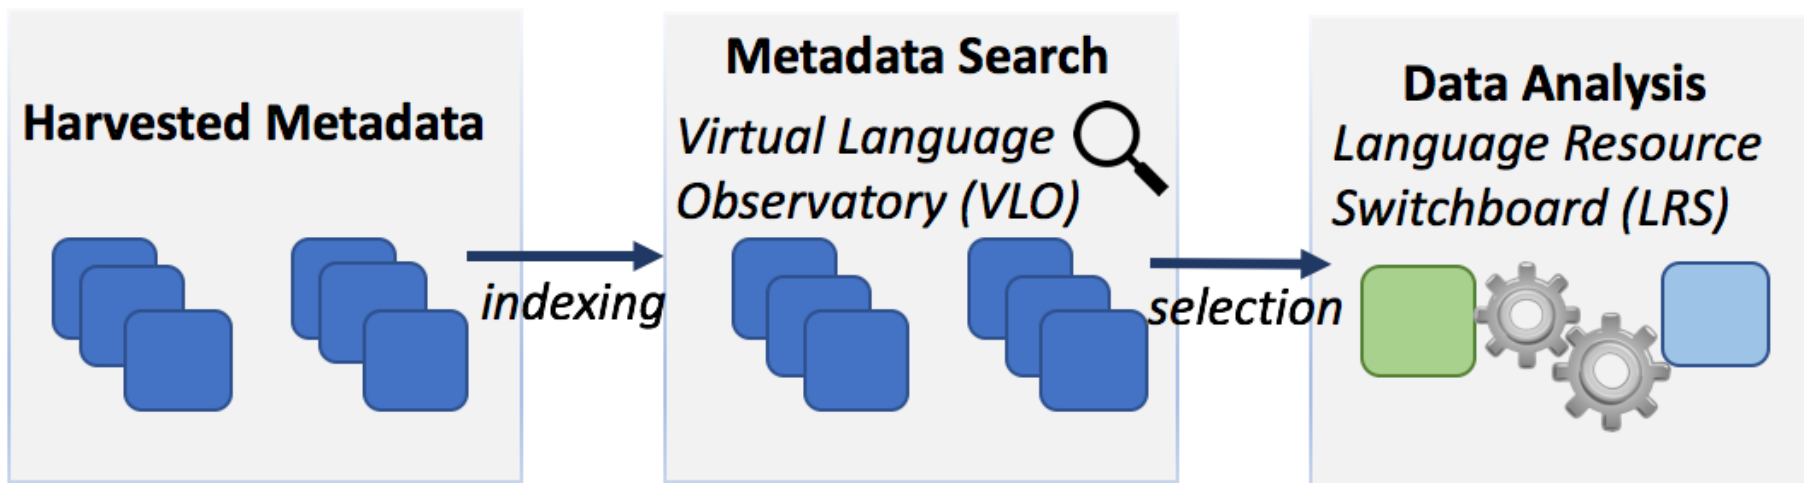 Harvested Metadata
indexing
Metadata Search
Virtual Language
Observatory (VLO)
selection
Data Analysis
Language Resource
Switchboard (LRS)